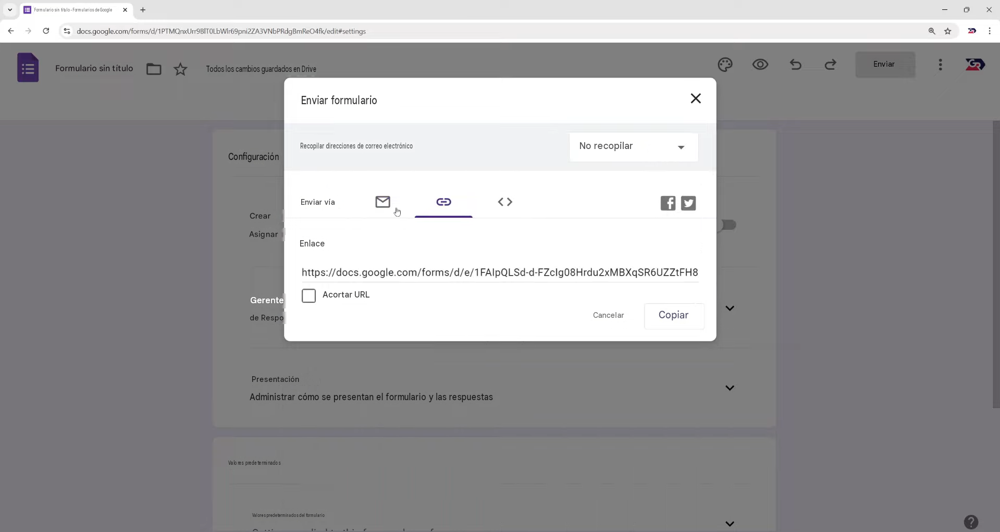 Formulario sin título - Formularios de Google
docs.google.com/forms/d/1PTMQnxUrr9BlT0LbWlr69pni2ZA3VNbPRdgBmReO4fk/edit#settings
Formulario sin título
Todos los cambios guardados en Drive
Enviar
Enviar formulario
Recopilar direcciones de correo electrónico
No recopilar
Configuración
Enviar vía
Crear
Asignar
Enlace
https://docs.google.com/forms/d/e/1FAIpQLSd-d-FZcIg08Hrdu2xMBXqSR6UZZtFH8
Acortar URL
Gerente
de Respo
Cancelar
Copiar
Presentación
Administrar cómo se presentan el formulario y las respuestas
Valores predeterminados
Valores predeterminados del formulario